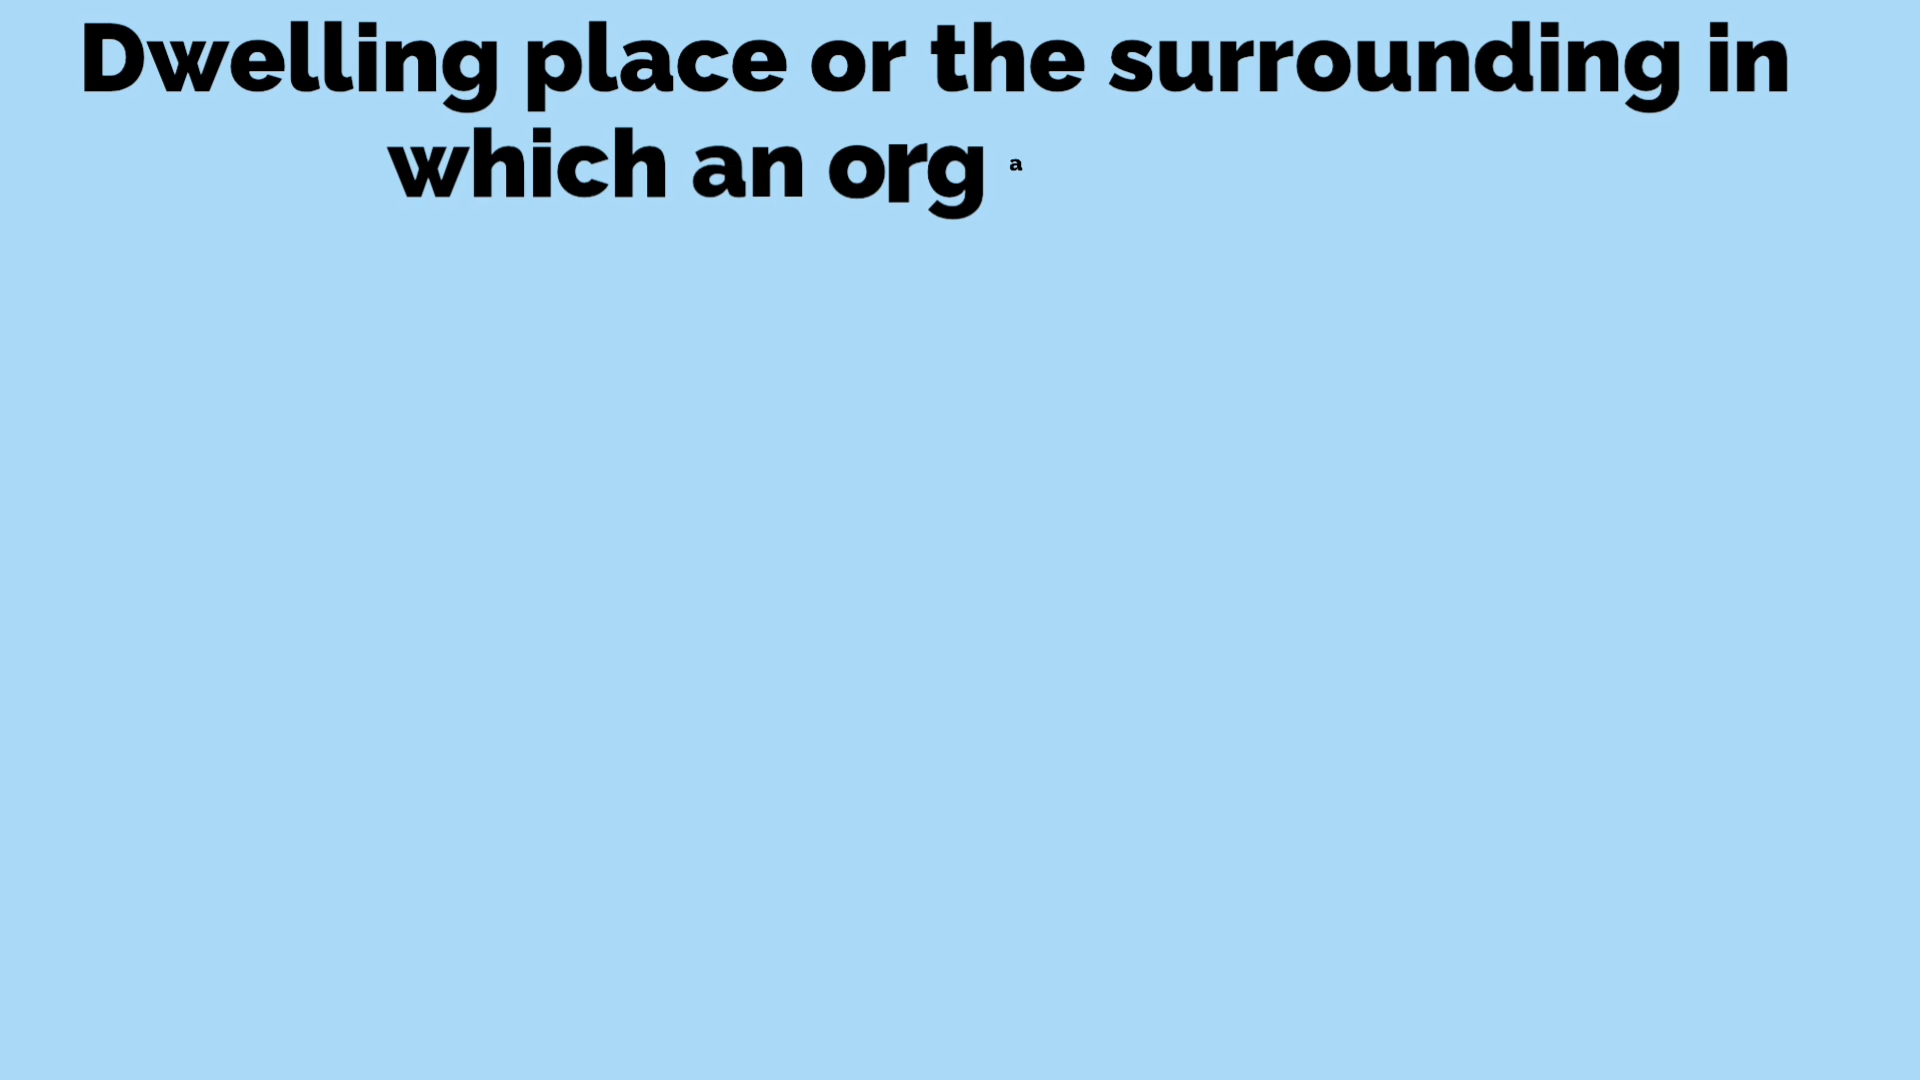 Dwelling place or the surrounding in
which an org a